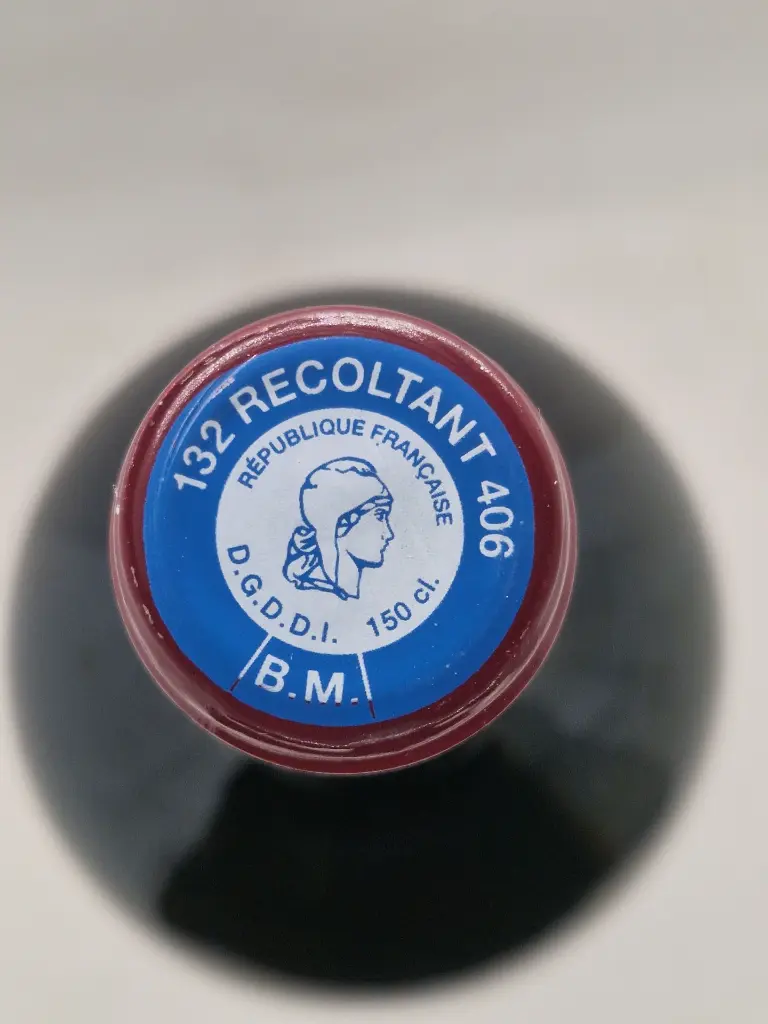 132 RECOLTANT 406
RÉPUBLIQUE FRANÇAISE
D.G.D.D.I. 150 cl.
B.M.